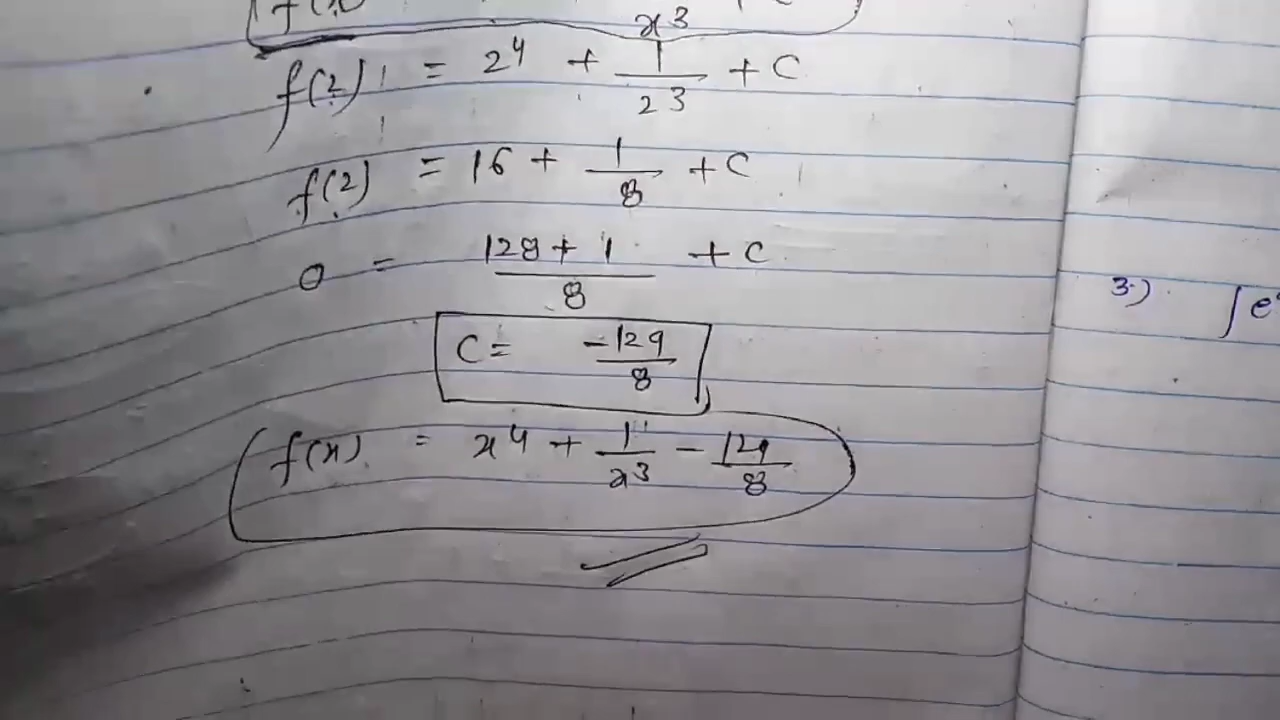 f(x)
x³
f(2) = 2⁴ + 1/2³ + C
f(2) = 16 + 1/8 + C
0 = (128 + 1)/8 + C
C = -129/8
f(x) = x⁴ + 1/x³ - 129/8
3.) ∫e